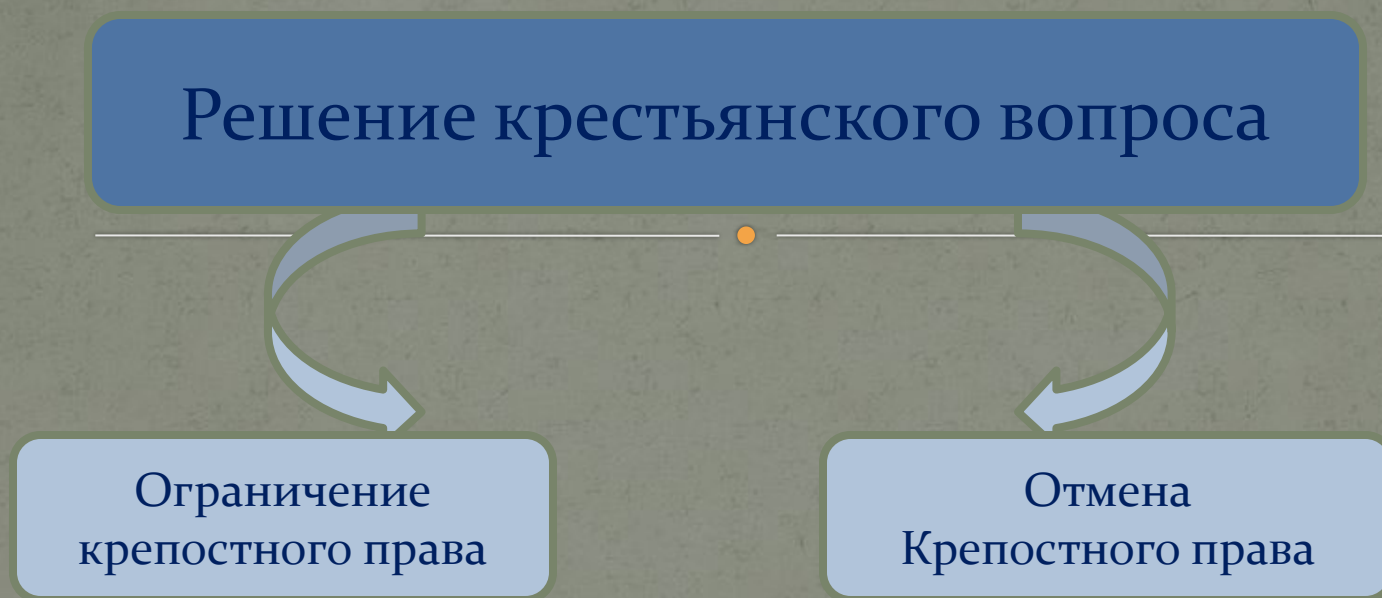 Решение крестьянского вопроса
Ограничение
крепостного права
Отмена
Крепостного права